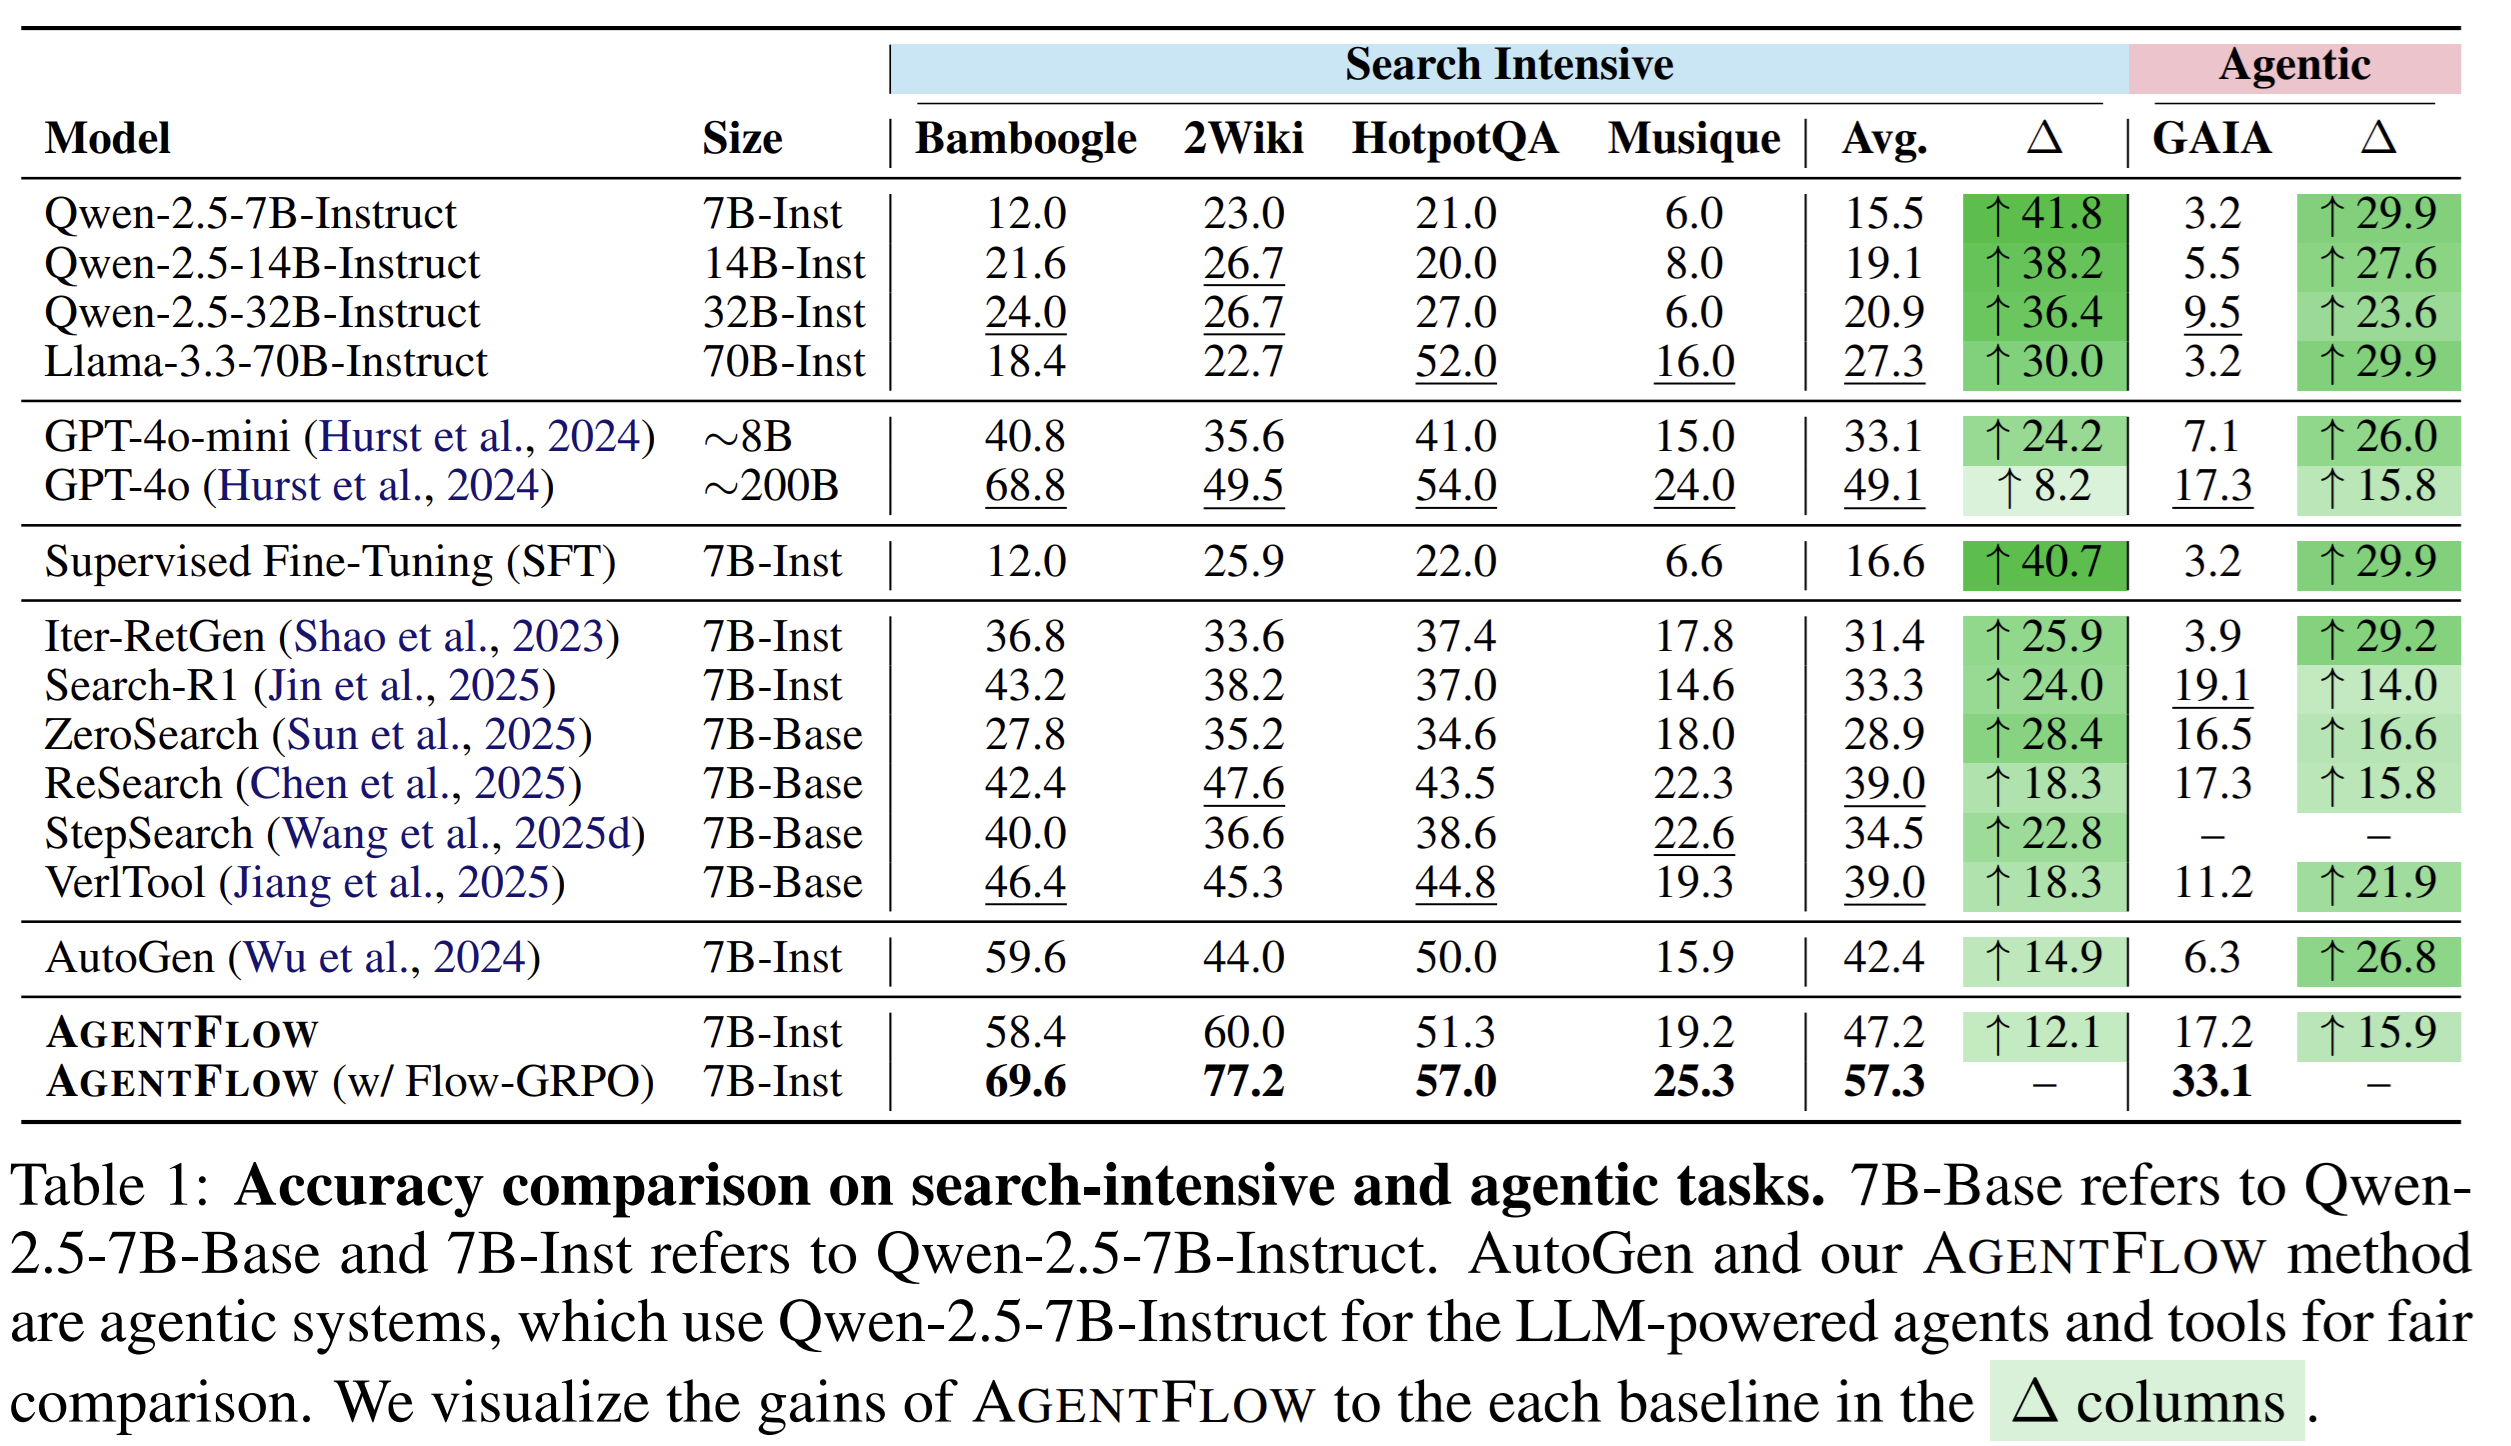 Search Intensive Agentic
Model Size Bamboogle 2Wiki HotpotQA Musique Avg. Δ GAIA Δ
Qwen-2.5-7B-Instruct 7B-Inst 12.0 23.0 21.0 6.0 15.5 ↑ 41.8 3.2 ↑ 29.9
Qwen-2.5-14B-Instruct 14B-Inst 21.6 26.7 20.0 8.0 19.1 ↑ 38.2 5.5 ↑ 27.6
Qwen-2.5-32B-Instruct 32B-Inst 24.0 26.7 27.0 6.0 20.9 ↑ 36.4 9.5 ↑ 23.6
Llama-3.3-70B-Instruct 70B-Inst 18.4 22.7 52.0 16.0 27.3 ↑ 30.0 3.2 ↑ 29.9
GPT-4o-mini (Hurst et al., 2024) ~8B 40.8 35.6 41.0 15.0 33.1 ↑ 24.2 7.1 ↑ 26.0
GPT-4o (Hurst et al., 2024) ~200B 68.8 49.5 54.0 24.0 49.1 ↑ 8.2 17.3 ↑ 15.8
Supervised Fine-Tuning (SFT) 7B-Inst 12.0 25.9 22.0 6.6 16.6 ↑ 40.7 3.2 ↑ 29.9
Iter-RetGen (Shao et al., 2023) 7B-Inst 36.8 33.6 37.4 17.8 31.4 ↑ 25.9 3.9 ↑ 29.2
Search-R1 (Jin et al., 2025) 7B-Inst 43.2 38.2 37.0 14.6 33.3 ↑ 24.0 19.1 ↑ 14.0
ZeroSearch (Sun et al., 2025) 7B-Base 27.8 35.2 34.6 18.0 28.9 ↑ 28.4 16.5 ↑ 16.6
ReSearch (Chen et al., 2025) 7B-Base 42.4 47.6 43.5 22.3 39.0 ↑ 18.3 17.3 ↑ 15.8
StepSearch (Wang et al., 2025d) 7B-Base 40.0 36.6 38.6 22.6 34.5 ↑ 22.8 – –
VerlTool (Jiang et al., 2025) 7B-Base 46.4 45.3 44.8 19.3 39.0 ↑ 18.3 11.2 ↑ 21.9
AutoGen (Wu et al., 2024) 7B-Inst 59.6 44.0 50.0 15.9 42.4 ↑ 14.9 6.3 ↑ 26.8
AGENTFLOW 7B-Inst 58.4 60.0 51.3 19.2 47.2 ↑ 12.1 17.2 ↑ 15.9
AGENTFLOW (w/ Flow-GRPO) 7B-Inst 69.6 77.2 57.0 25.3 57.3 – 33.1 –
Table 1: Accuracy comparison on search-intensive and agentic tasks. 7B-Base refers to Qwen-
2.5-7B-Base and 7B-Inst refers to Qwen-2.5-7B-Instruct. AutoGen and our AGENTFLOW method
are agentic systems, which use Qwen-2.5-7B-Instruct for the LLM-powered agents and tools for fair
comparison. We visualize the gains of AGENTFLOW to the each baseline in the Δ columns .